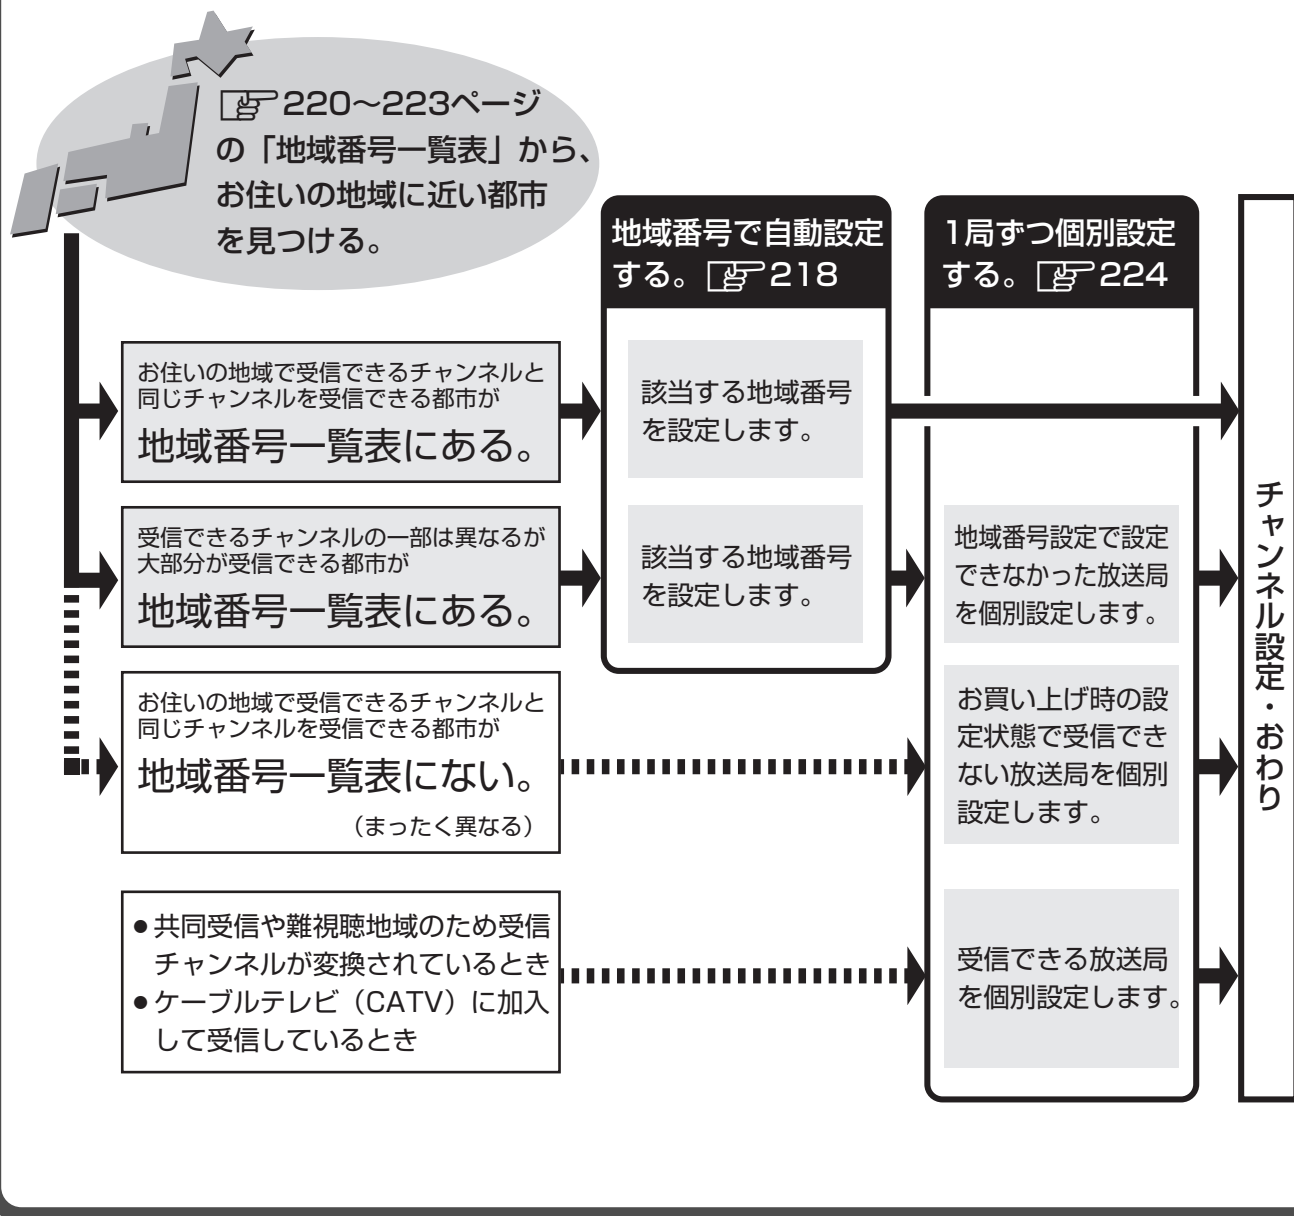 ☞220〜223ページ
の「地域番号一覧表」から、
お住いの地域に近い都市
を見つける。
地域番号で自動設定
する。☞218
1局ずつ個別設定
する。☞224
お住いの地域で受信できるチャンネルと
同じチャンネルを受信できる都市が
地域番号一覧表にある。
該当する地域番号
を設定します。
受信できるチャンネルの一部は異なるが
大部分が受信できる都市が
地域番号一覧表にある。
該当する地域番号
を設定します。
地域番号設定で設定
できなかった放送局
を個別設定します。
お住いの地域で受信できるチャンネルと
同じチャンネルを受信できる都市が
地域番号一覧表にない。
（まったく異なる）
お買い上げ時の設
定状態で受信でき
ない放送局を個別
設定します。
●共同受信や難視聴地域のため受信
チャンネルが変換されているとき
●ケーブルテレビ（CATV）に加入
して受信しているとき
受信できる放送局
を個別設定します。
チャンネル設定・おわり